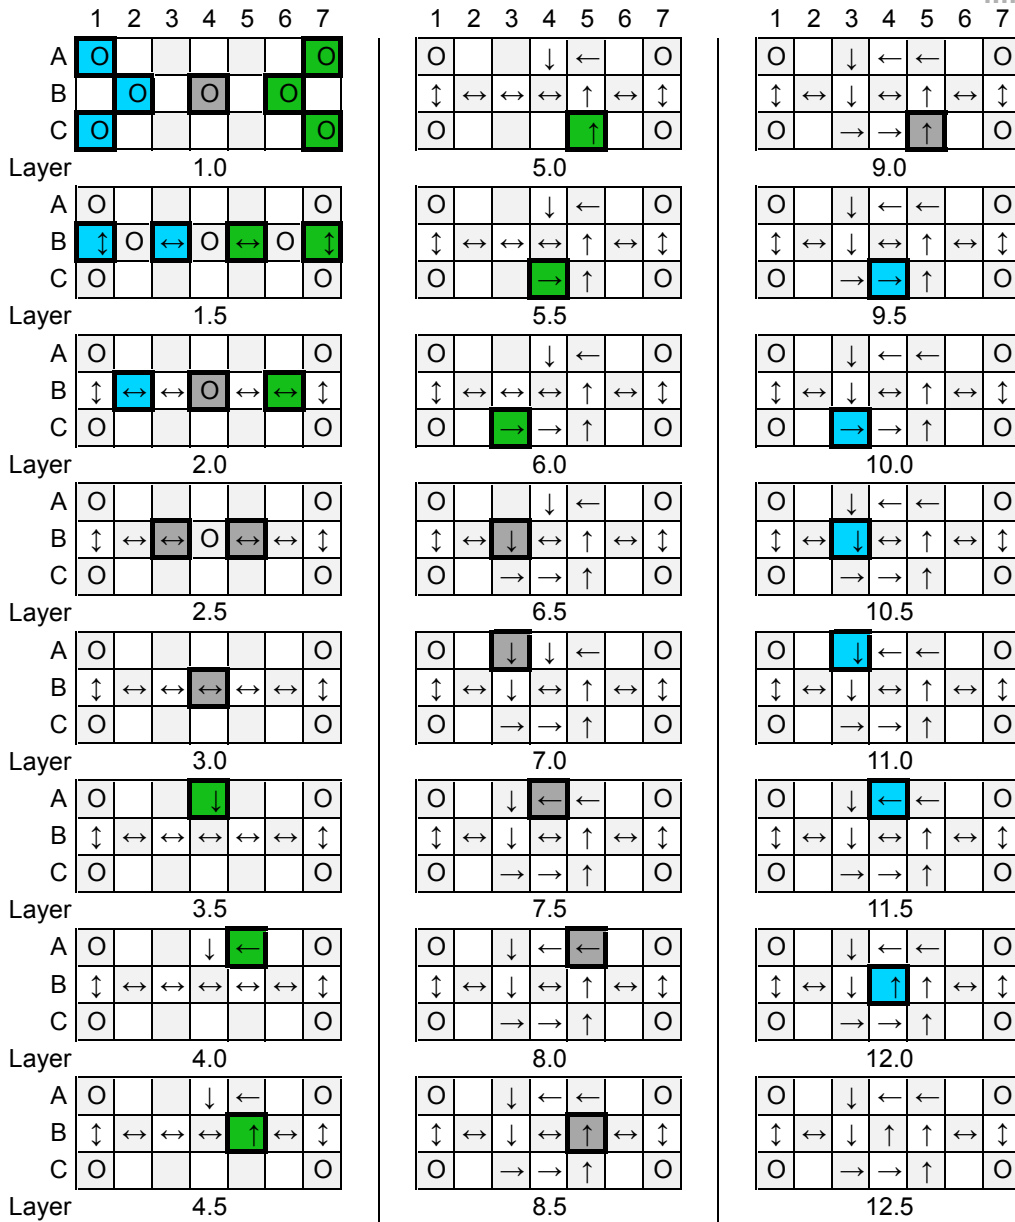 1 2 3 4 5 6 7
A O O
B O O O
C O O
Layer 1.0
A O O
B ↕ O ↔ O ↔ O ↕
C O O
Layer 1.5
A O O
B ↕ ↔ ↔ O ↔ ↔ ↕
C O O
Layer 2.0
A O O
B ↕ ↔ ↔ O ↔ ↔ ↕
C O O
Layer 2.5
A O O
B ↕ ↔ ↔ ↔ ↔ ↔ ↕
C O O
Layer 3.0
A O ↓ O
B ↕ ↔ ↔ ↔ ↔ ↔ ↕
C O O
Layer 3.5
A O ↓ ← O
B ↕ ↔ ↔ ↔ ↔ ↔ ↕
C O O
Layer 4.0
A O ↓ ← O
B ↕ ↔ ↔ ↔ ↑ ↔ ↕
C O O
Layer 4.5
1 2 3 4 5 6 7
O ↓ ← O
↕ ↔ ↔ ↔ ↑ ↔ ↕
O ↑ O
5.0
O ↓ ← O
↕ ↔ ↔ ↔ ↑ ↔ ↕
O → ↑ O
5.5
O ↓ ← O
↕ ↔ ↔ ↔ ↑ ↔ ↕
O → → ↑ O
6.0
O ↓ ← O
↕ ↔ ↓ ↔ ↑ ↔ ↕
O → → ↑ O
6.5
O ↓ ↓ ← O
↕ ↔ ↓ ↔ ↑ ↔ ↕
O → → ↑ O
7.0
O ↓ ← ← O
↕ ↔ ↓ ↔ ↑ ↔ ↕
O → → ↑ O
7.5
O ↓ ← ← O
↕ ↔ ↓ ↔ ↑ ↔ ↕
O → → ↑ O
8.0
O ↓ ← ← O
↕ ↔ ↓ ↔ ↑ ↔ ↕
O → → ↑ O
8.5
1 2 3 4 5 6 7
O ↓ ← ← O
↕ ↔ ↓ ↔ ↑ ↔ ↕
O → → ↑ O
9.0
O ↓ ← ← O
↕ ↔ ↓ ↔ ↑ ↔ ↕
O → → ↑ O
9.5
O ↓ ← ← O
↕ ↔ ↓ ↔ ↑ ↔ ↕
O → → ↑ O
10.0
O ↓ ← ← O
↕ ↔ ↓ ↔ ↑ ↔ ↕
O → → ↑ O
10.5
O ↓ ← ← O
↕ ↔ ↓ ↔ ↑ ↔ ↕
O → → ↑ O
11.0
O ↓ ← ← O
↕ ↔ ↓ ↔ ↑ ↔ ↕
O → → ↑ O
11.5
O ↓ ← ← O
↕ ↔ ↓ ↑ ↑ ↔ ↕
O → → ↑ O
12.0
O ↓ ← ← O
↕ ↔ ↓ ↑ ↑ ↔ ↕
O → → ↑ O
12.5